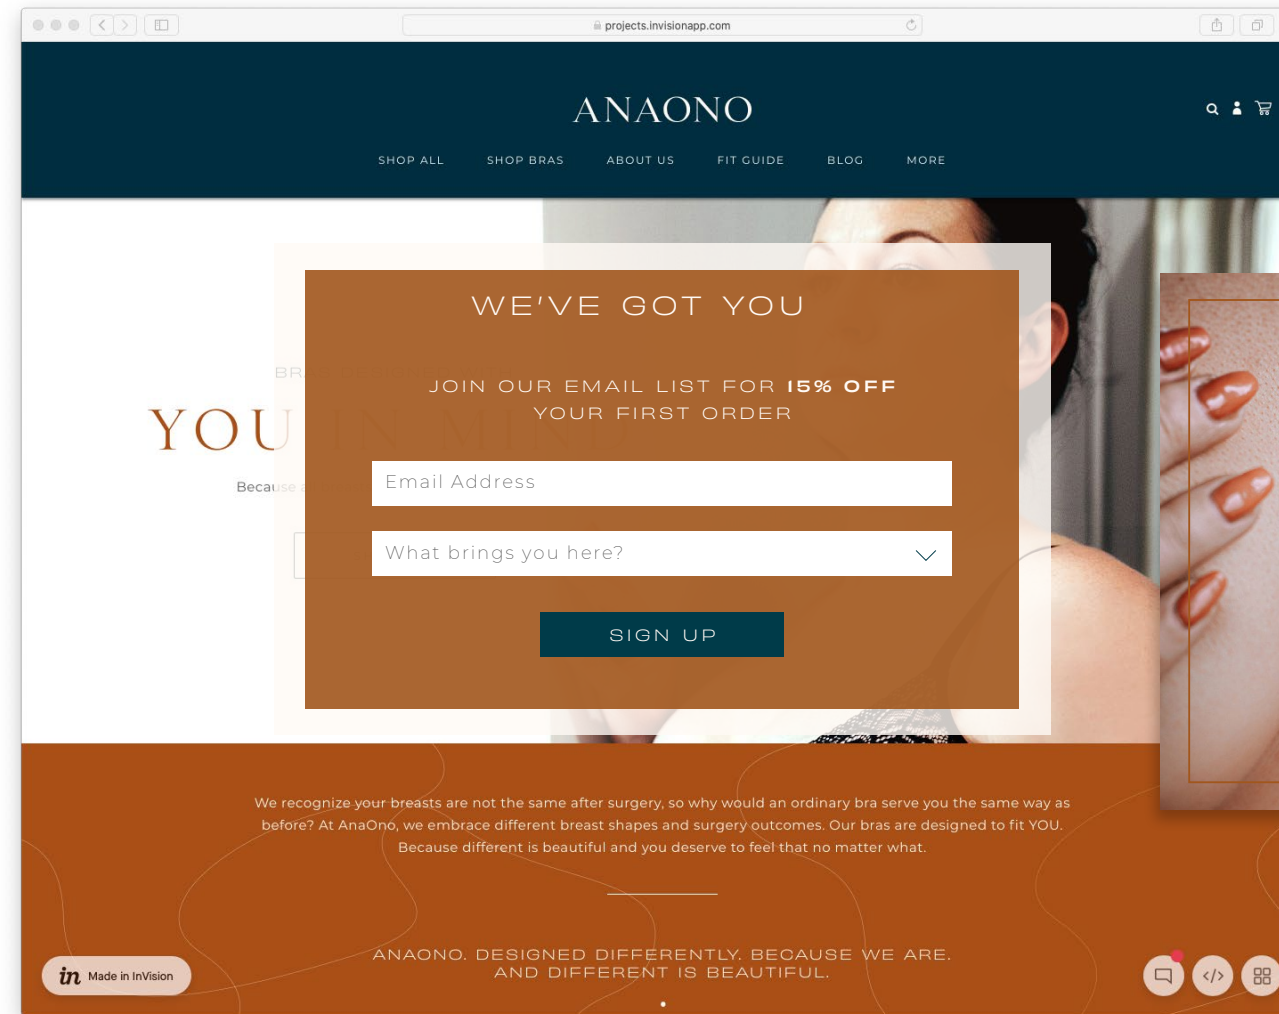 projects.invisionapp.com
ANAONO
SHOP ALL SHOP BRAS ABOUT US FIT GUIDE BLOG MORE
WE'VE GOT YOU
JOIN OUR EMAIL LIST FOR 15% OFF
YOUR FIRST ORDER
YOU IN MIND
Because
Email Address
What brings you here?
SIGN UP
We recognize your breasts are not the same after surgery, so why would an ordinary bra serve you the same way as
before? At AnaOno, we embrace different breast shapes and surgery outcomes. Our bras are designed to fit YOU.
Because different is beautiful and you deserve to feel that no matter what.
ANAONO. DESIGNED DIFFERENTLY. BECAUSE WE ARE.
AND DIFFERENT IS BEAUTIFUL.
in Made in InVision